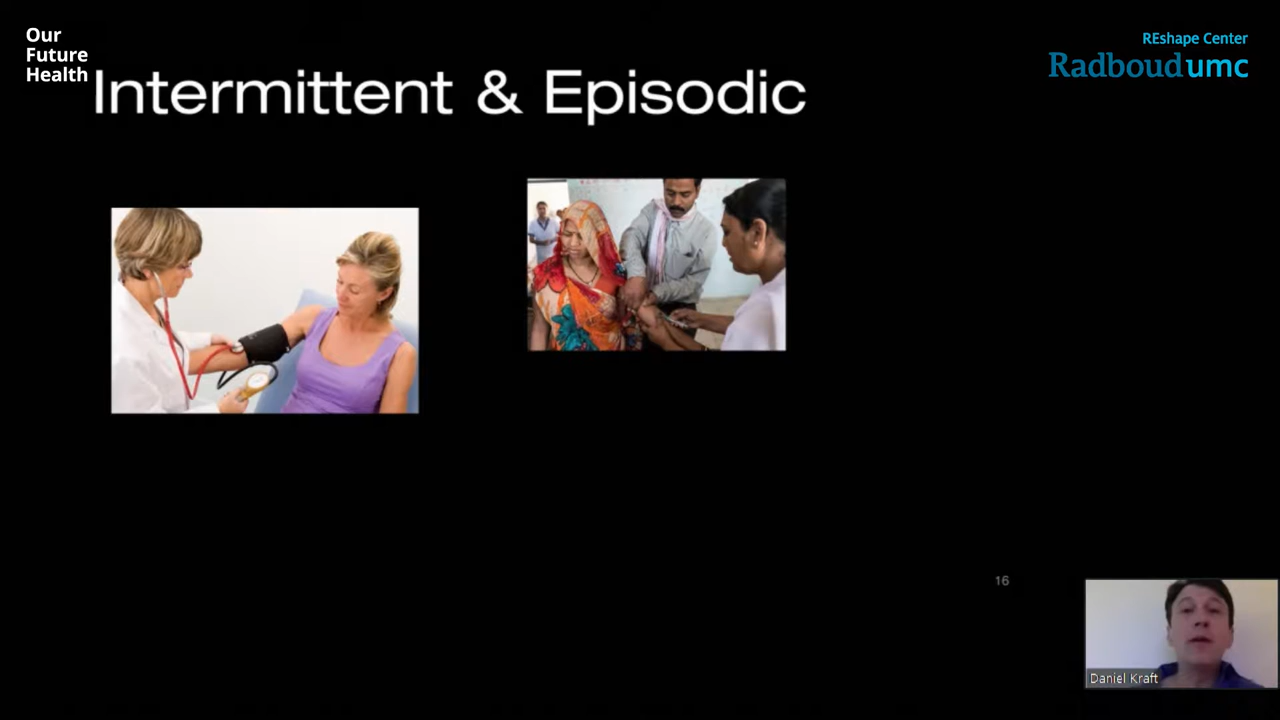 Our
Future
Health
Intermittent & Episodic
REshape Center
Radboudumc
16
Daniel Kraft